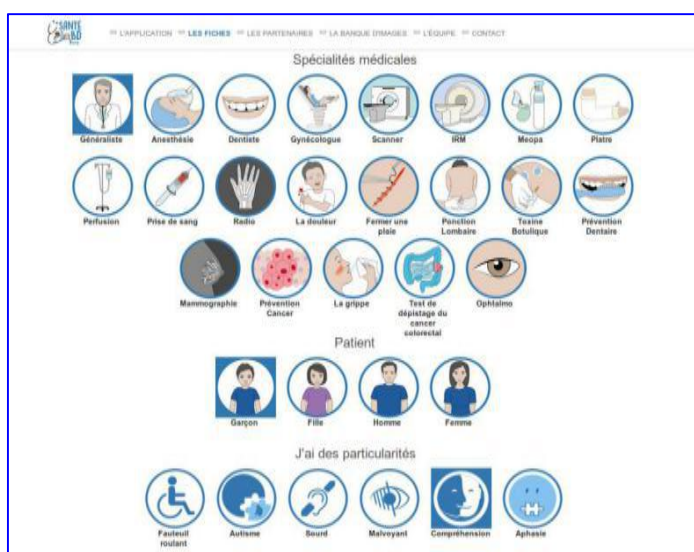 SANTÉ
BD
L'APPLICATION LES FICHES LES PARTENAIRES LA BANQUE D'IMAGES L'ÉQUIPE CONTACT
Spécialités médicales
Généraliste Anesthésie Dentiste Gynécologue Scanner IRM Meopa Platre
Perfusion Prise de sang Radio La douleur Fermer une plaie Ponction Lombaire Toxine Botulique Prévention Dentaire
Mammographie Prévention Cancer La grippe Test de dépistage du cancer colorectal Ophtalmo
Patient
Garçon Fille Homme Femme
J'ai des particularités
Fauteuil roulant Autisme Sourd Malvoyant Compréhension Aphasie